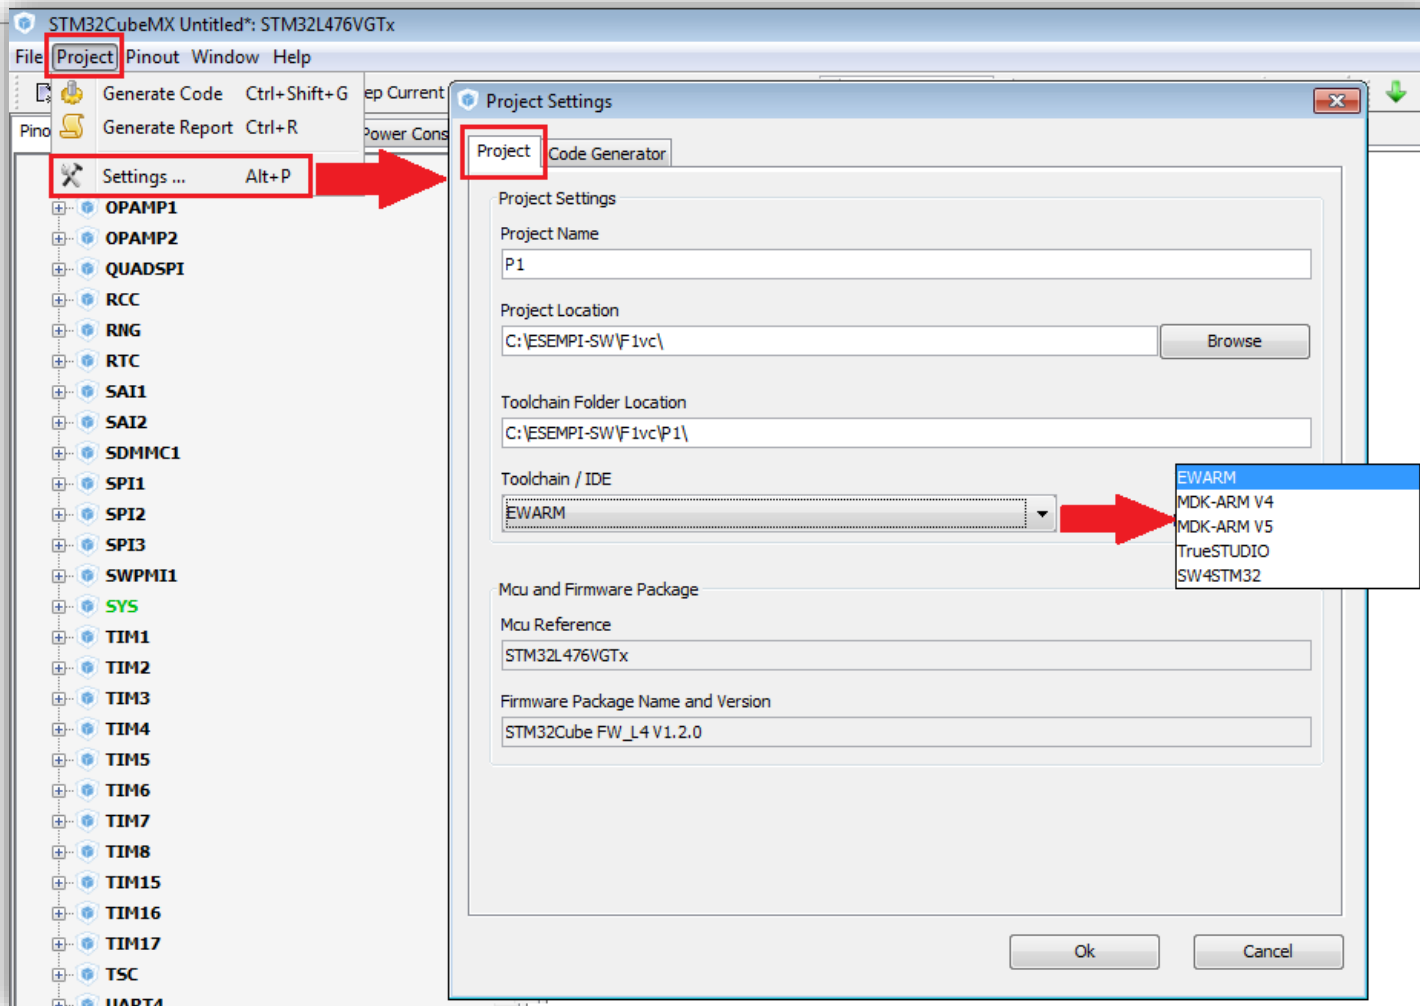 STM32CubeMX Untitled*: STM32L476VGTx
File Project Pinout Window Help
Generate Code Ctrl+Shift+G
Generate Report Ctrl+R
Settings ... Alt+P
Current
Power Cons
OPAMP1
OPAMP2
QUADSPI
RCC
RNG
RTC
SAI1
SAI2
SDMMC1
SPI1
SPI2
SPI3
SWPMI1
SYS
TIM1
TIM2
TIM3
TIM4
TIM5
TIM6
TIM7
TIM8
TIM15
TIM16
TIM17
TSC
UART4
Project Settings
Project Code Generator
Project Settings
Project Name
P1
Project Location
C:\ESEMPI-SW\F1vc\
Browse
Toolchain Folder Location
C:\ESEMPI-SW\F1vc\P1\
Toolchain / IDE
EWARM
EWARM
MDK-ARM V4
MDK-ARM V5
TrueSTUDIO
SW4STM32
Mcu and Firmware Package
Mcu Reference
STM32L476VGTx
Firmware Package Name and Version
STM32Cube FW_L4 V1.2.0
Ok Cancel